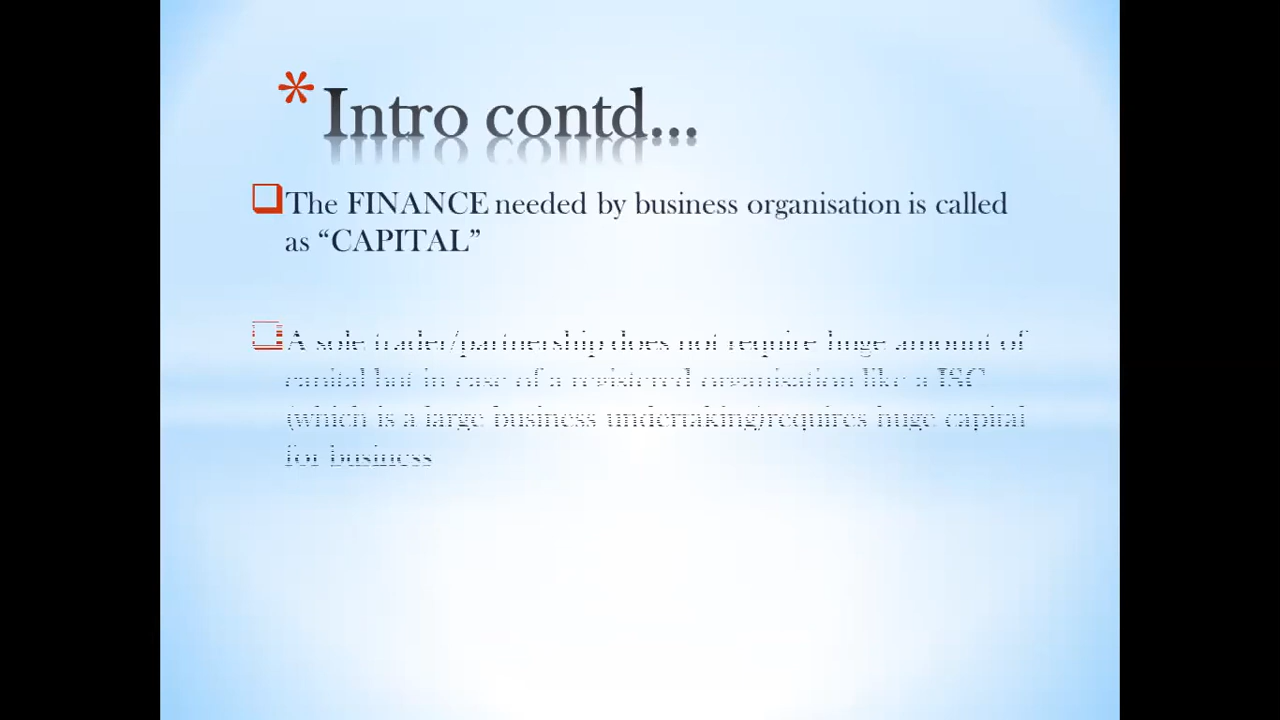 * Intro contd...
The FINANCE needed by business organisation is called
as “CAPITAL”
A sole trader/partnership does not require huge amount of
capital but in case of a registered organisation like a JSC
(which is a large business undertaking)requires huge capital
for business